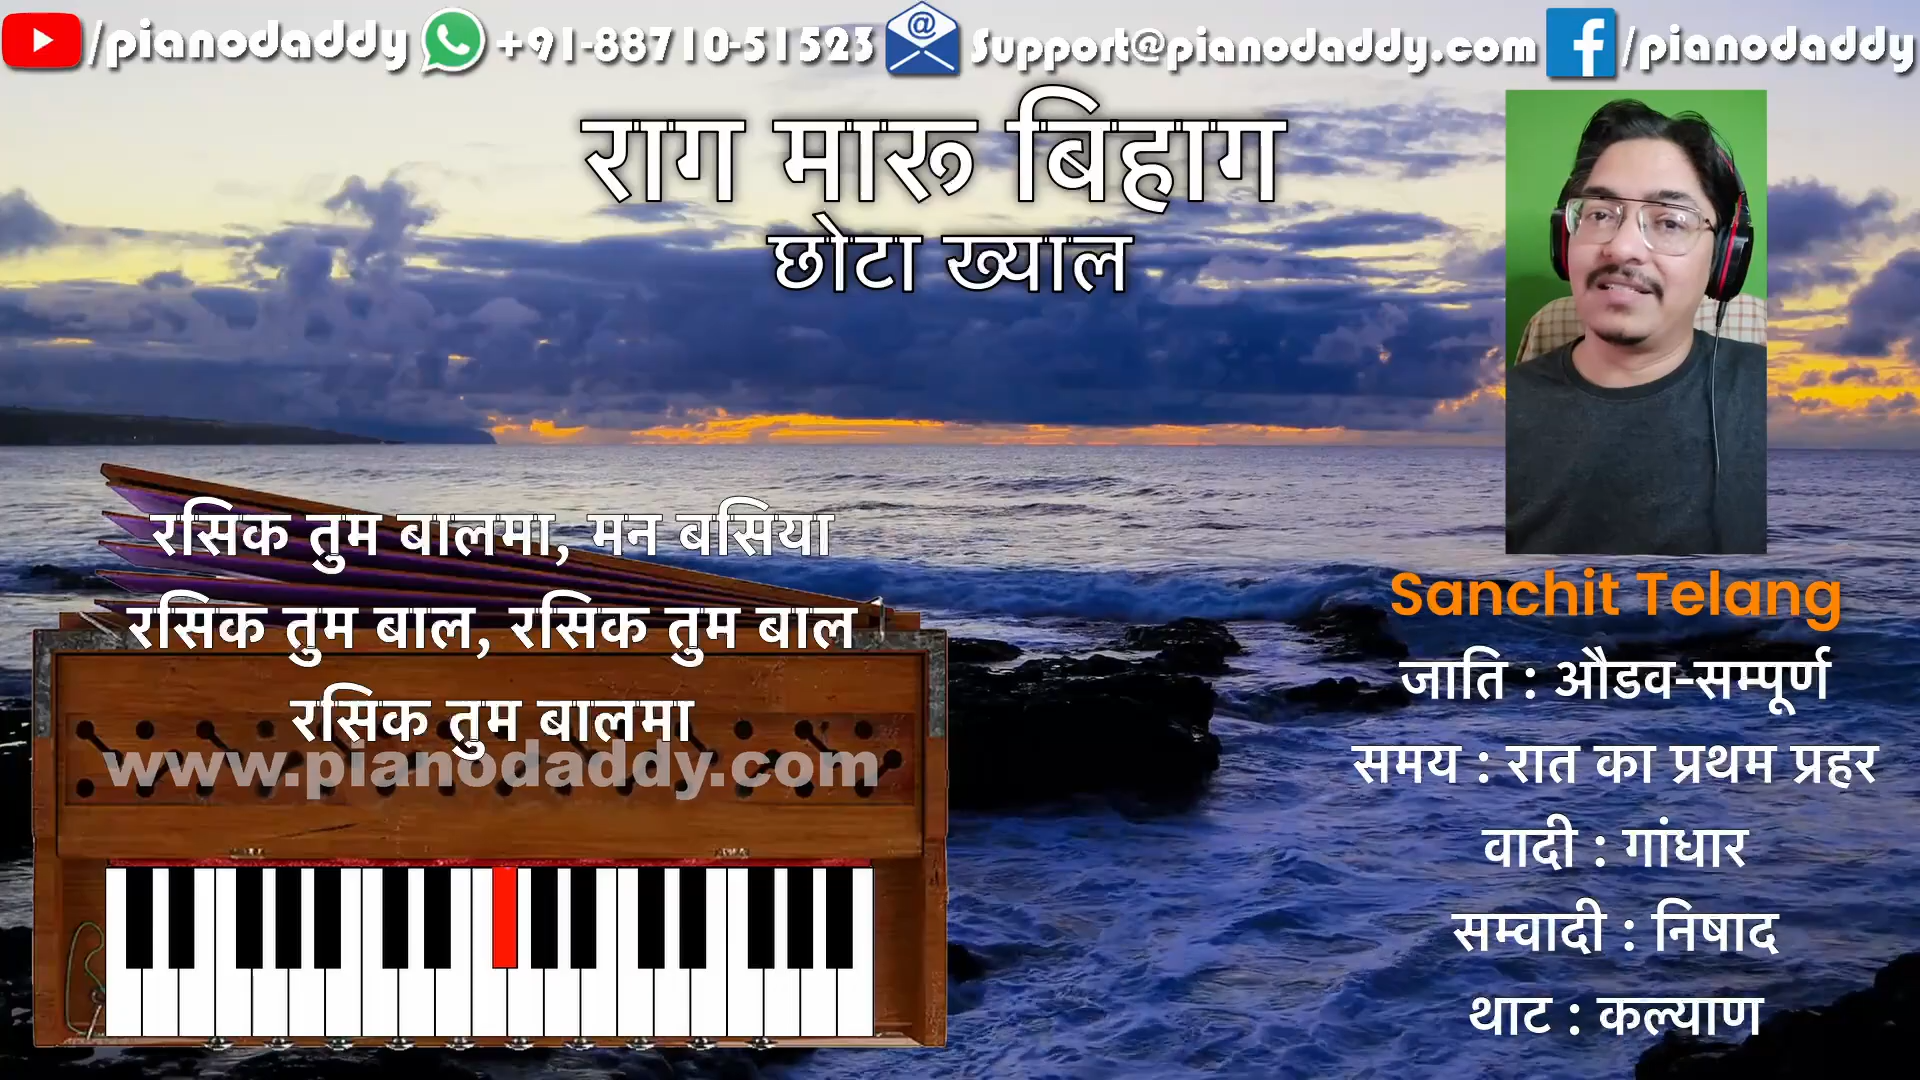 /pianodaddy +91-88710-51523 Support@pianodaddy.com /pianodaddy
राग मारू बिहाग
छोटा ख्याल
रसिक तुम बालमा, मन बसिया
रसिक तुम बाल, रसिक तुम बाल
रसिक तुम बालमा
www.pianodaddy.com
Sanchit Telang
जाति : औडव-सम्पूर्ण
समय : रात का प्रथम प्रहर
वादी : गांधार
सम्वादी : निषाद
थाट : कल्याण